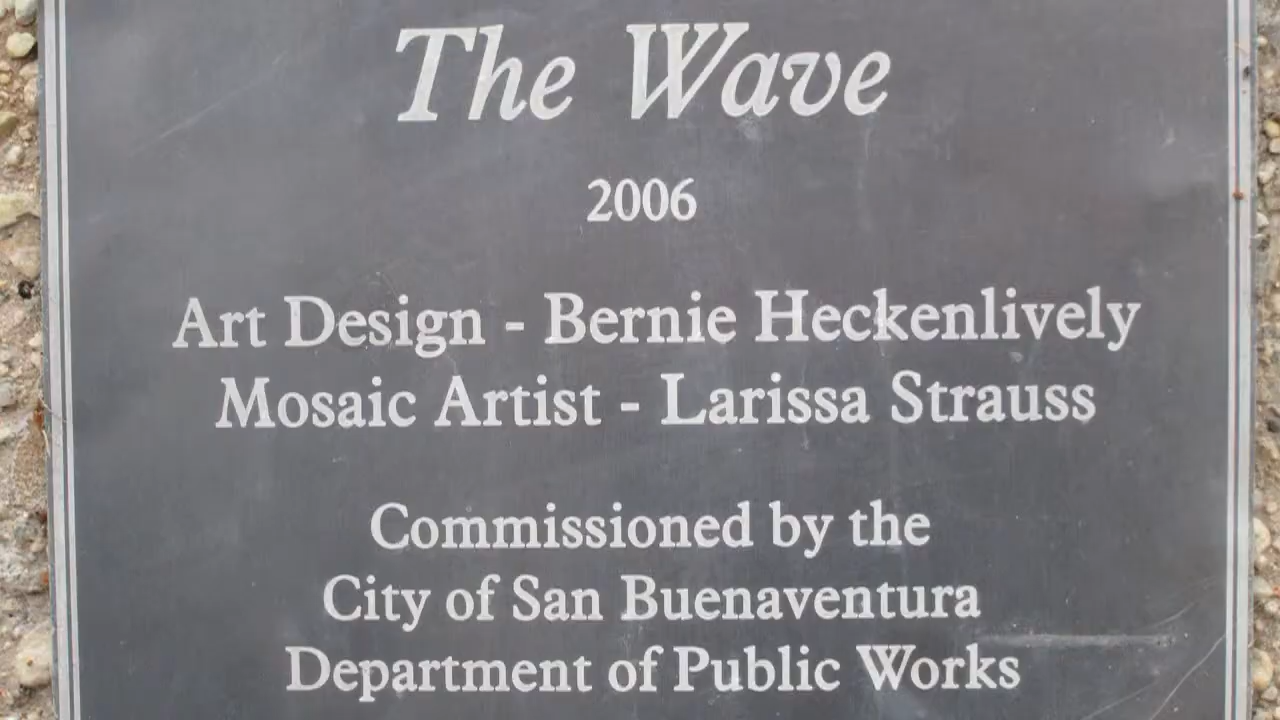 The Wave
2006
Art Design - Bernie Heckenlively
Mosaic Artist - Larissa Strauss
Commissioned by the
City of San Buenaventura
Department of Public Works